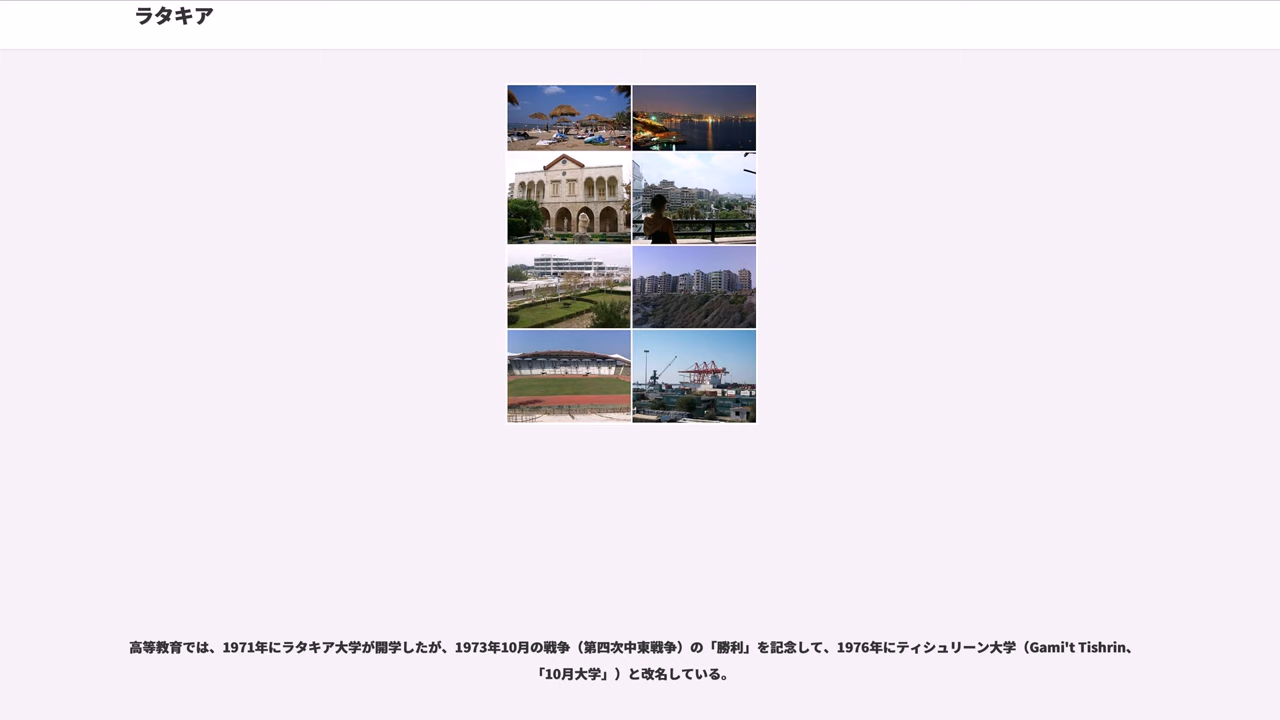 ラタキア
高等教育では、1971年にラタキア大学が開学したが、1973年10月の戦争（第四次中東戦争）の「勝利」を記念して、1976年にティシュリーン大学（Gami't Tishrin、
「10月大学」）と改名している。